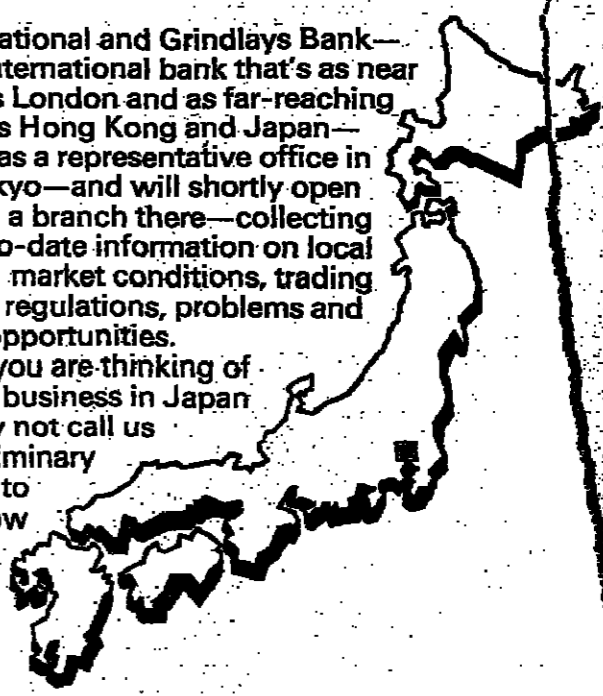 ational and Grindlays Bank—
nternational bank that's as near
s London and as far-reaching
s Hong Kong and Japan—
as a representative office in
kyo—and will shortly open
a branch there—collecting
o-date information on local
market conditions, trading
regulations, problems and
pportunities.
you are thinking of
business in Japan
y not call us
iminary
to
ow